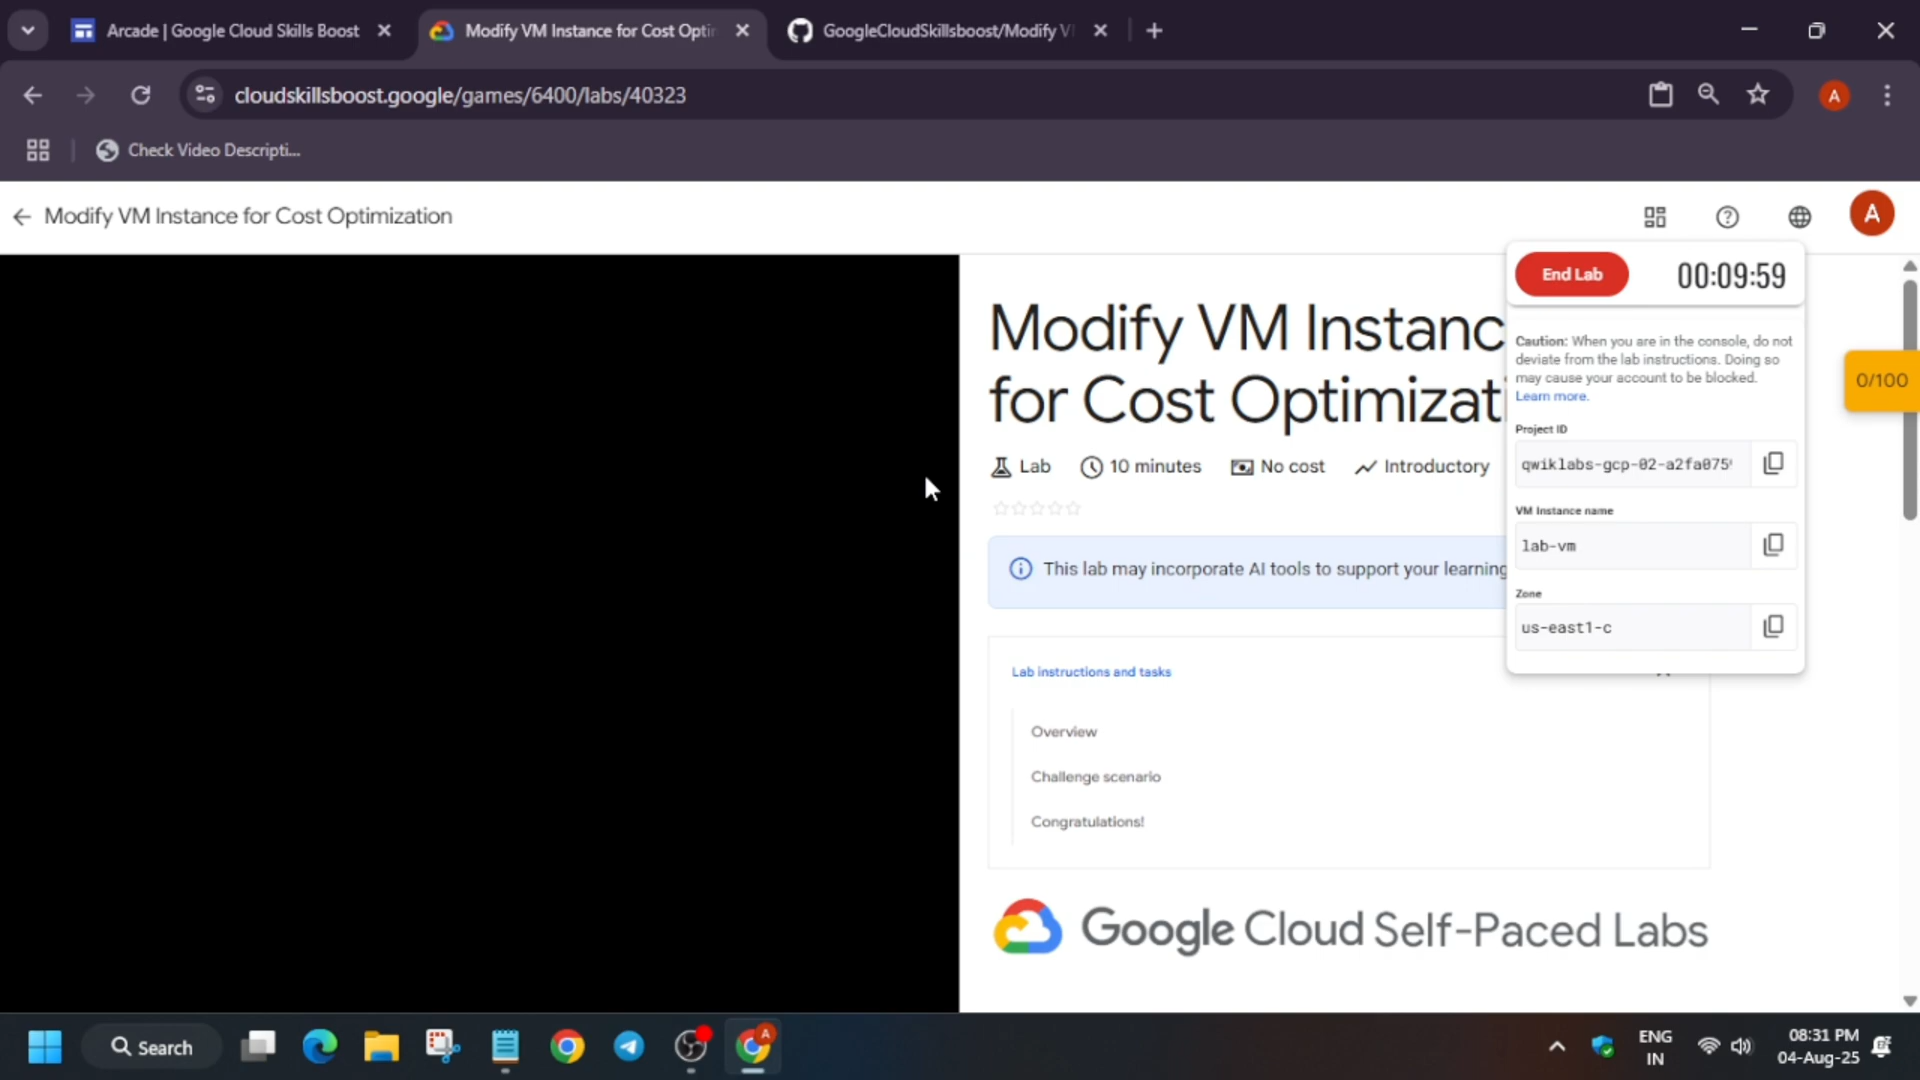 Arcade | Google Cloud Skills Boost
Modify VM Instance for Cost Opti
GoogleCloudSkillsboost/Modify V
cloudskillsboost.google/games/6400/labs/40323
A
Check Video Descripti...
Modify VM Instance for Cost Optimization
A
End Lab
00:09:59
Caution: When you are in the console, do not
deviate from the lab instructions. Doing so
may cause your account to be blocked.
Learn more.
Project ID
qwiklabs-gcp-02-a2fa075
VM Instance name
lab-vm
Zone
us-east1-c
0/100
Modify VM Instanc
for Cost Optimizati
Lab
10 minutes
No cost
Introductory
This lab may incorporate AI tools to support your learning
Lab instructions and tasks
Overview
Challenge scenario
Congratulations!
Google Cloud Self-Paced Labs
Search
A
ENG
IN
08:31 PM
04-Aug-25